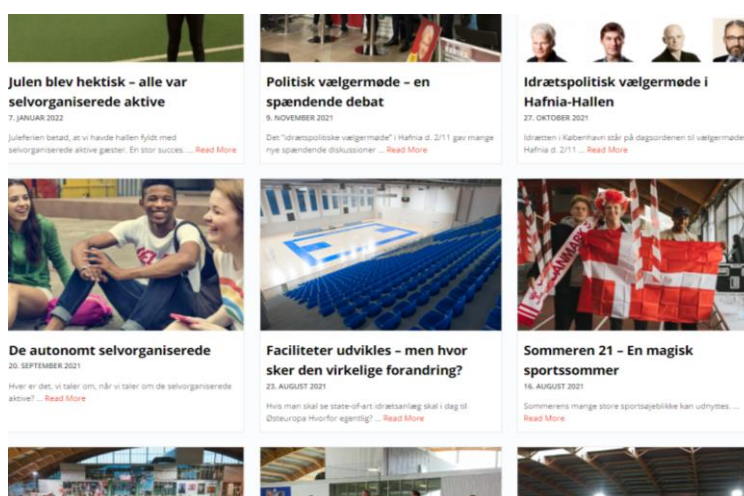 Julen blev hektisk – alle var
selvorganiserede aktive
7. JANUAR 2022
Juleferien betød, at vi havde hallen fyldt med
selvorganiserede aktive gæster. En stor succes. ... Read More
Politisk vælgermøde – en
spændende debat
9. NOVEMBER 2021
Det "idrætspolitiske vælgermøde" i Hafnia d. 2/11 gav mange
nye spændende diskussioner ... Read More
Idrætspolitisk vælgermøde i
Hafnia-Hallen
27. OKTOBER 2021
Idrætten i København står på dagsordenen til vælgermøde
Hafnia d. 2/11 ... Read More
De autonomt selvorganiserede
20. SEPTEMBER 2021
Hver er det, vi taler om, når vi taler om de selvorganiserede
aktive? ... Read More
Faciliteter udvikles – men hvor
sker den virkelige forandring?
23. AUGUST 2021
Hvis man skal se state-of-art idrætsanlæg skal i dag til
Østeuropa Hvorfor egentlig? ... Read More
DANMARK
Sommeren 21 – En magisk
sportssommer
16. AUGUST 2021
Sommerens mange store sportsøjeblikke kan udnyttes. ...
Read More